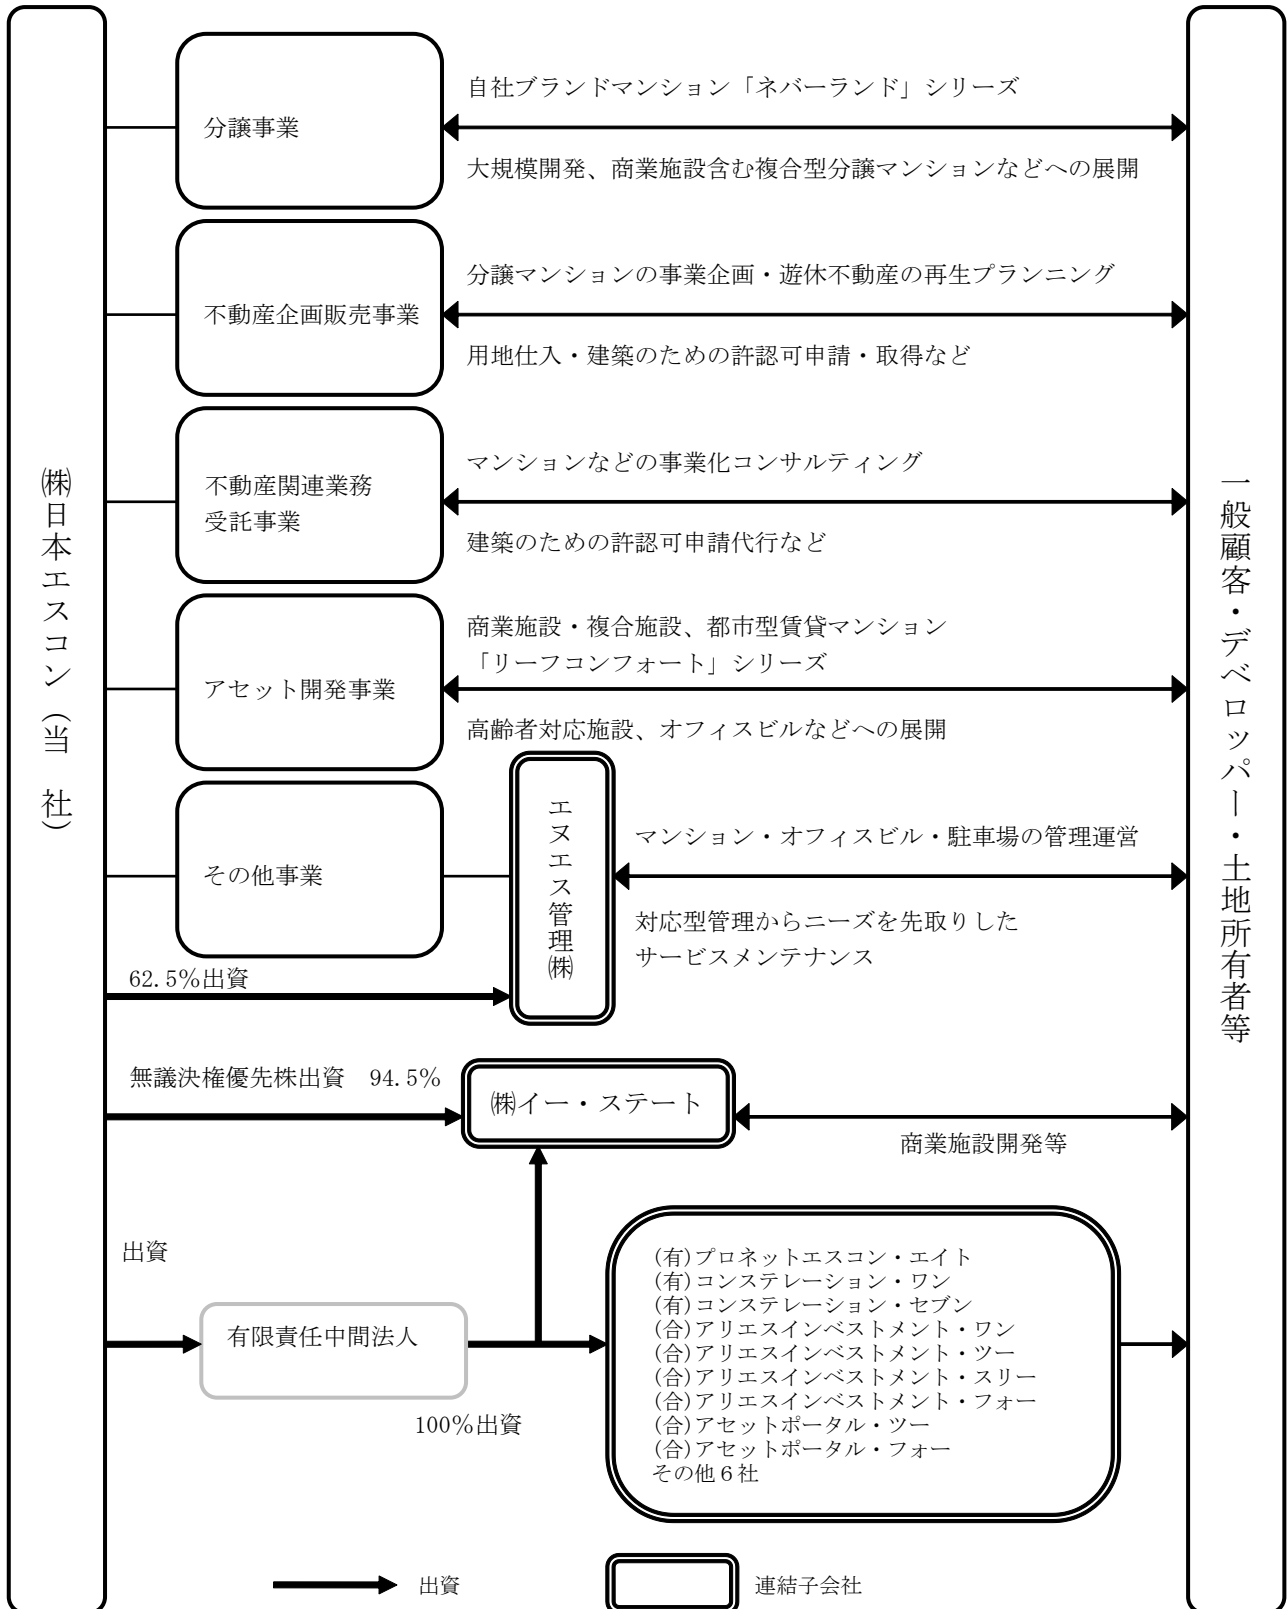 ㈱日本エスコン（当　社）
分譲事業
自社ブランドマンション「ネバーランド」シリーズ
大規模開発、商業施設含む複合型分譲マンションなどへの展開
不動産企画販売事業
分譲マンションの事業企画・遊休不動産の再生プランニング
用地仕入・建築のための許認可申請・取得など
不動産関連業務
受託事業
マンションなどの事業化コンサルティング
建築のための許認可申請代行など
アセット開発事業
商業施設・複合施設、都市型賃貸マンション
「リーフコンフォート」シリーズ
高齢者対応施設、オフィスビルなどへの展開
その他事業
エヌエス管理㈱
マンション・オフィスビル・駐車場の管理運営
対応型管理からニーズを先取りした
サービスメンテナンス
62.5％出資
無議決権優先株出資　94.5％
㈱イー・ステート
商業施設開発等
出資
有限責任中間法人
100％出資
(有)プロネットエスコン・エイト
(有)コンステレーション・ワン
(有)コンステレーション・セブン
(合)アリエスインベストメント・ワン
(合)アリエスインベストメント・ツー
(合)アリエスインベストメント・スリー
(合)アリエスインベストメント・フォー
(合)アセットポータル・ツー
(合)アセットポータル・フォー
その他６社
一般顧客・デベロッパー・土地所有者等
出資
連結子会社